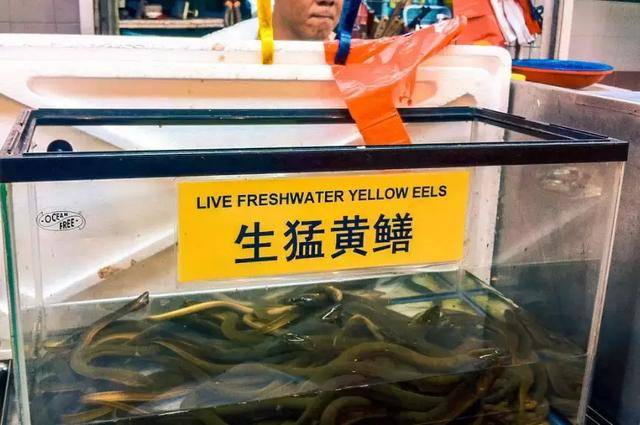 LIVE FRESHWATER YELLOW EELS
生猛黄鳝
OCEAN
FREE